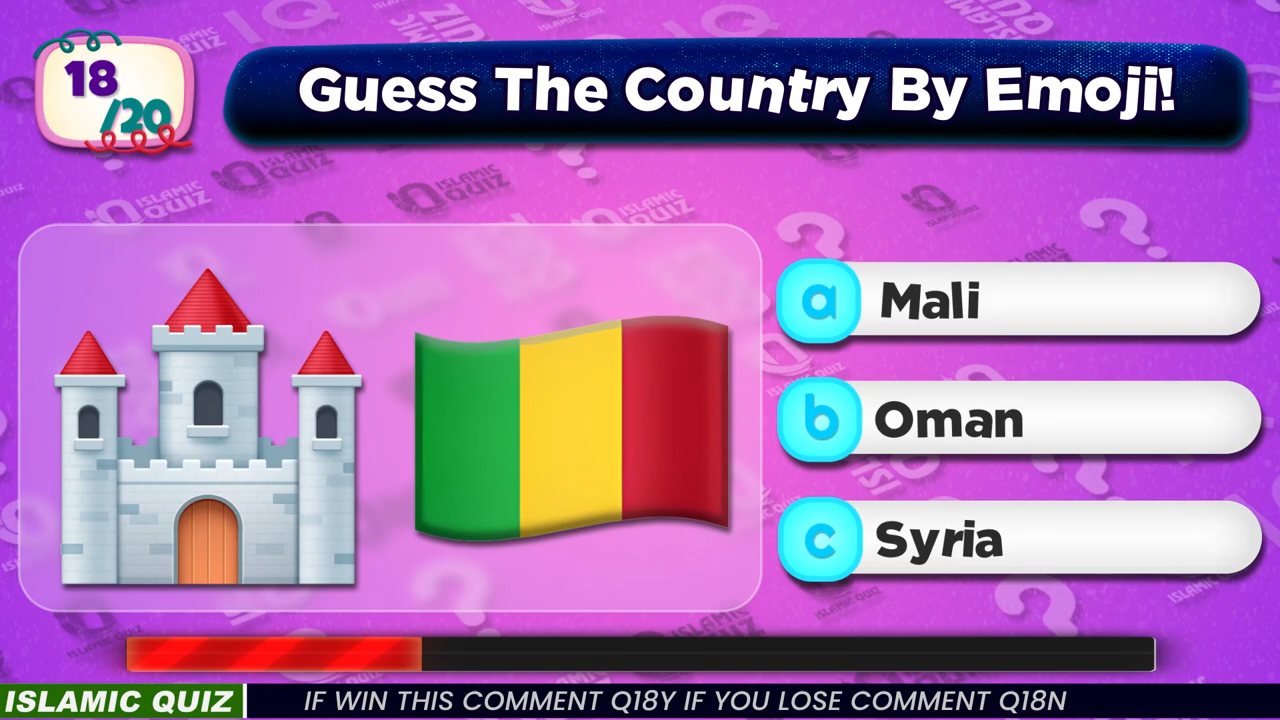 18
/20
Guess The Country By Emoji!
a Mali
b Oman
c Syria
ISLAMIC QUIZ
IF WIN THIS COMMENT Q18Y IF YOU LOSE COMMENT Q18N